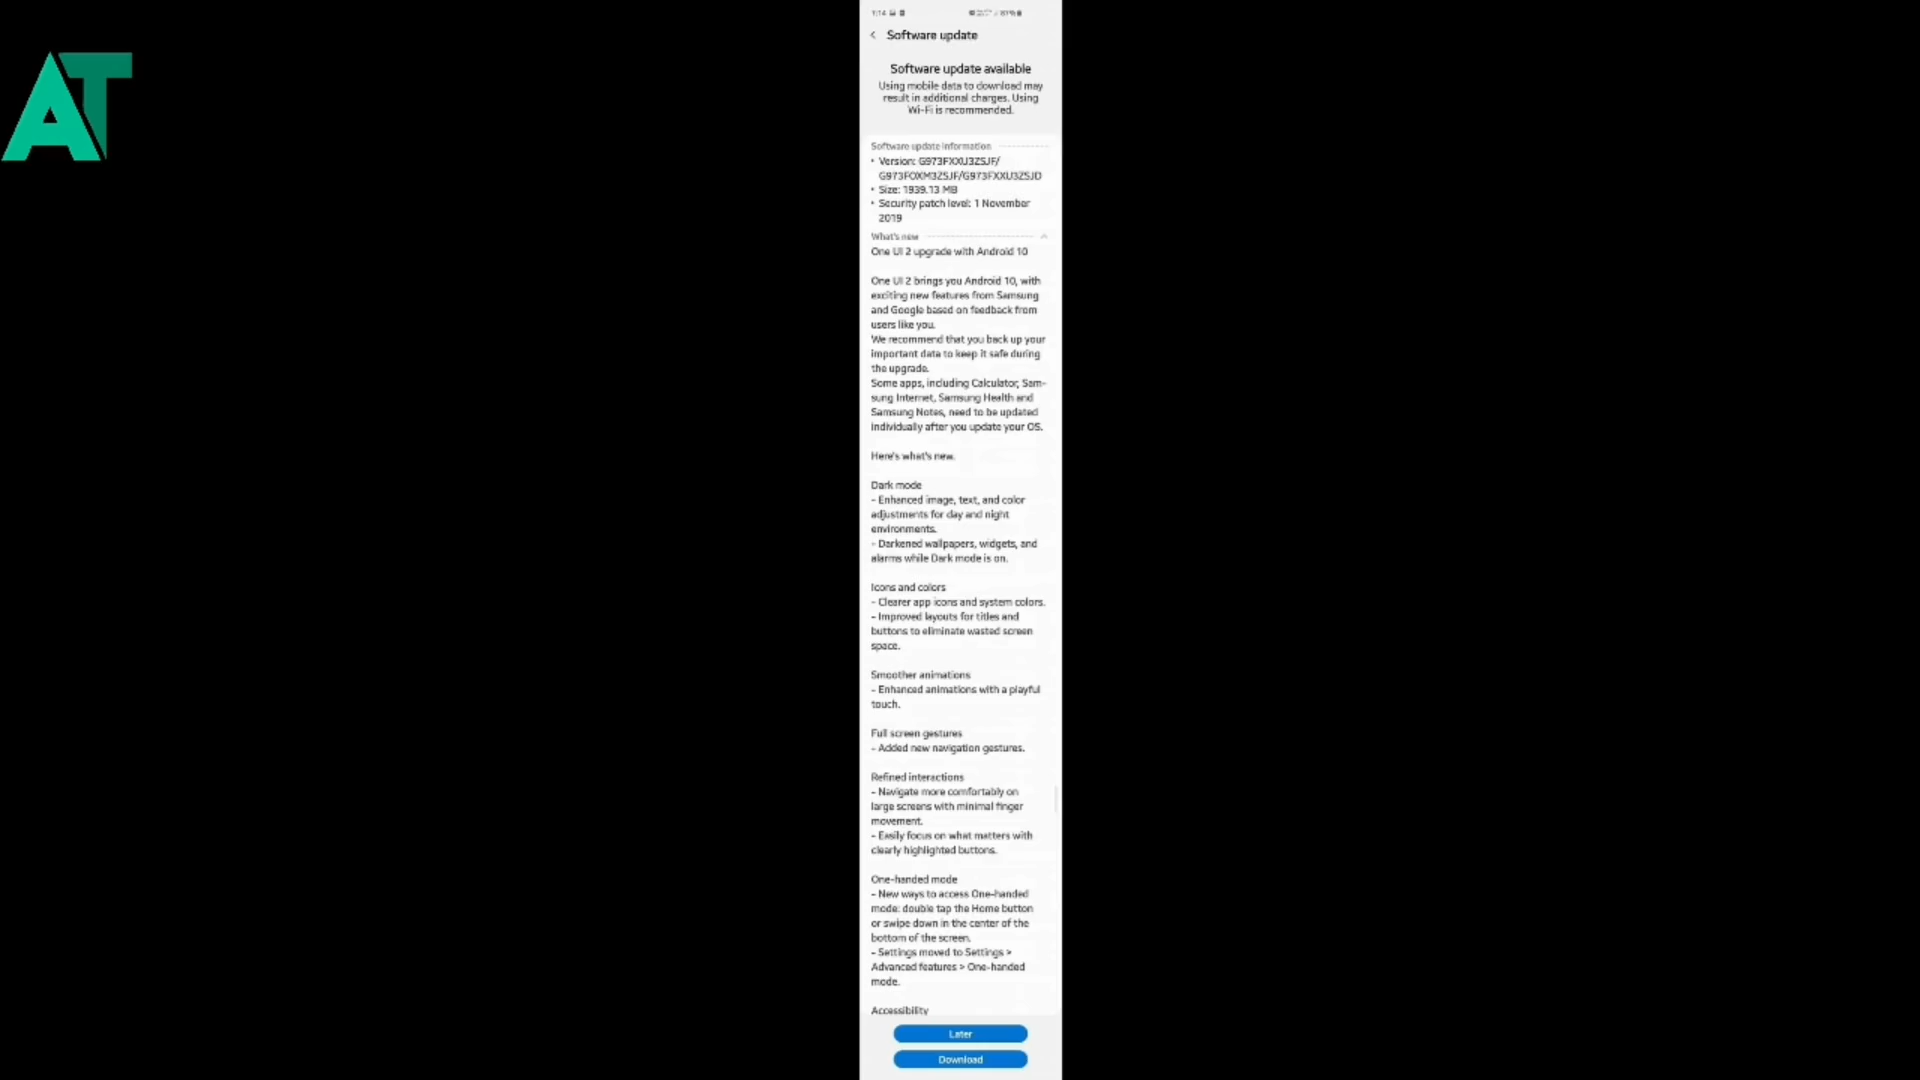 AT
1:14
Software update
Software update available
Using mobile data to download may
result in additional charges. Using
Wi-Fi is recommended.
Software update information
• Version: G973FXXU3ZSJF/
G973FOXM3ZSJF/G973FXXU3ZSJD
• Size: 1939.13 MB
• Security patch level: 1 November
2019
What's new
One UI 2 upgrade with Android 10
One UI 2 brings you Android 10, with
exciting new features from Samsung
and Google based on feedback from
users like you.
We recommend that you back up your
important data to keep it safe during
the upgrade.
Some apps, including Calculator, Sam-
sung Internet, Samsung Health and
Samsung Notes, need to be updated
individually after you update your OS.
Here's what's new.
Dark mode
- Enhanced image, text, and color
adjustments for day and night
environments.
- Darkened wallpapers, widgets, and
alarms while Dark mode is on.
Icons and colors
- Clearer app icons and system colors.
- Improved layouts for titles and
buttons to eliminate wasted screen
space.
Smoother animations
- Enhanced animations with a playful
touch.
Full screen gestures
- Added new navigation gestures.
Refined interactions
- Navigate more comfortably on
large screens with minimal finger
movement.
- Easily focus on what matters with
clearly highlighted buttons.
One-handed mode
- New ways to access One-handed
mode: double tap the Home button
or swipe down in the center of the
bottom of the screen.
- Settings moved to Settings >
Advanced features > One-handed
mode.
Accessibility
Later
Download